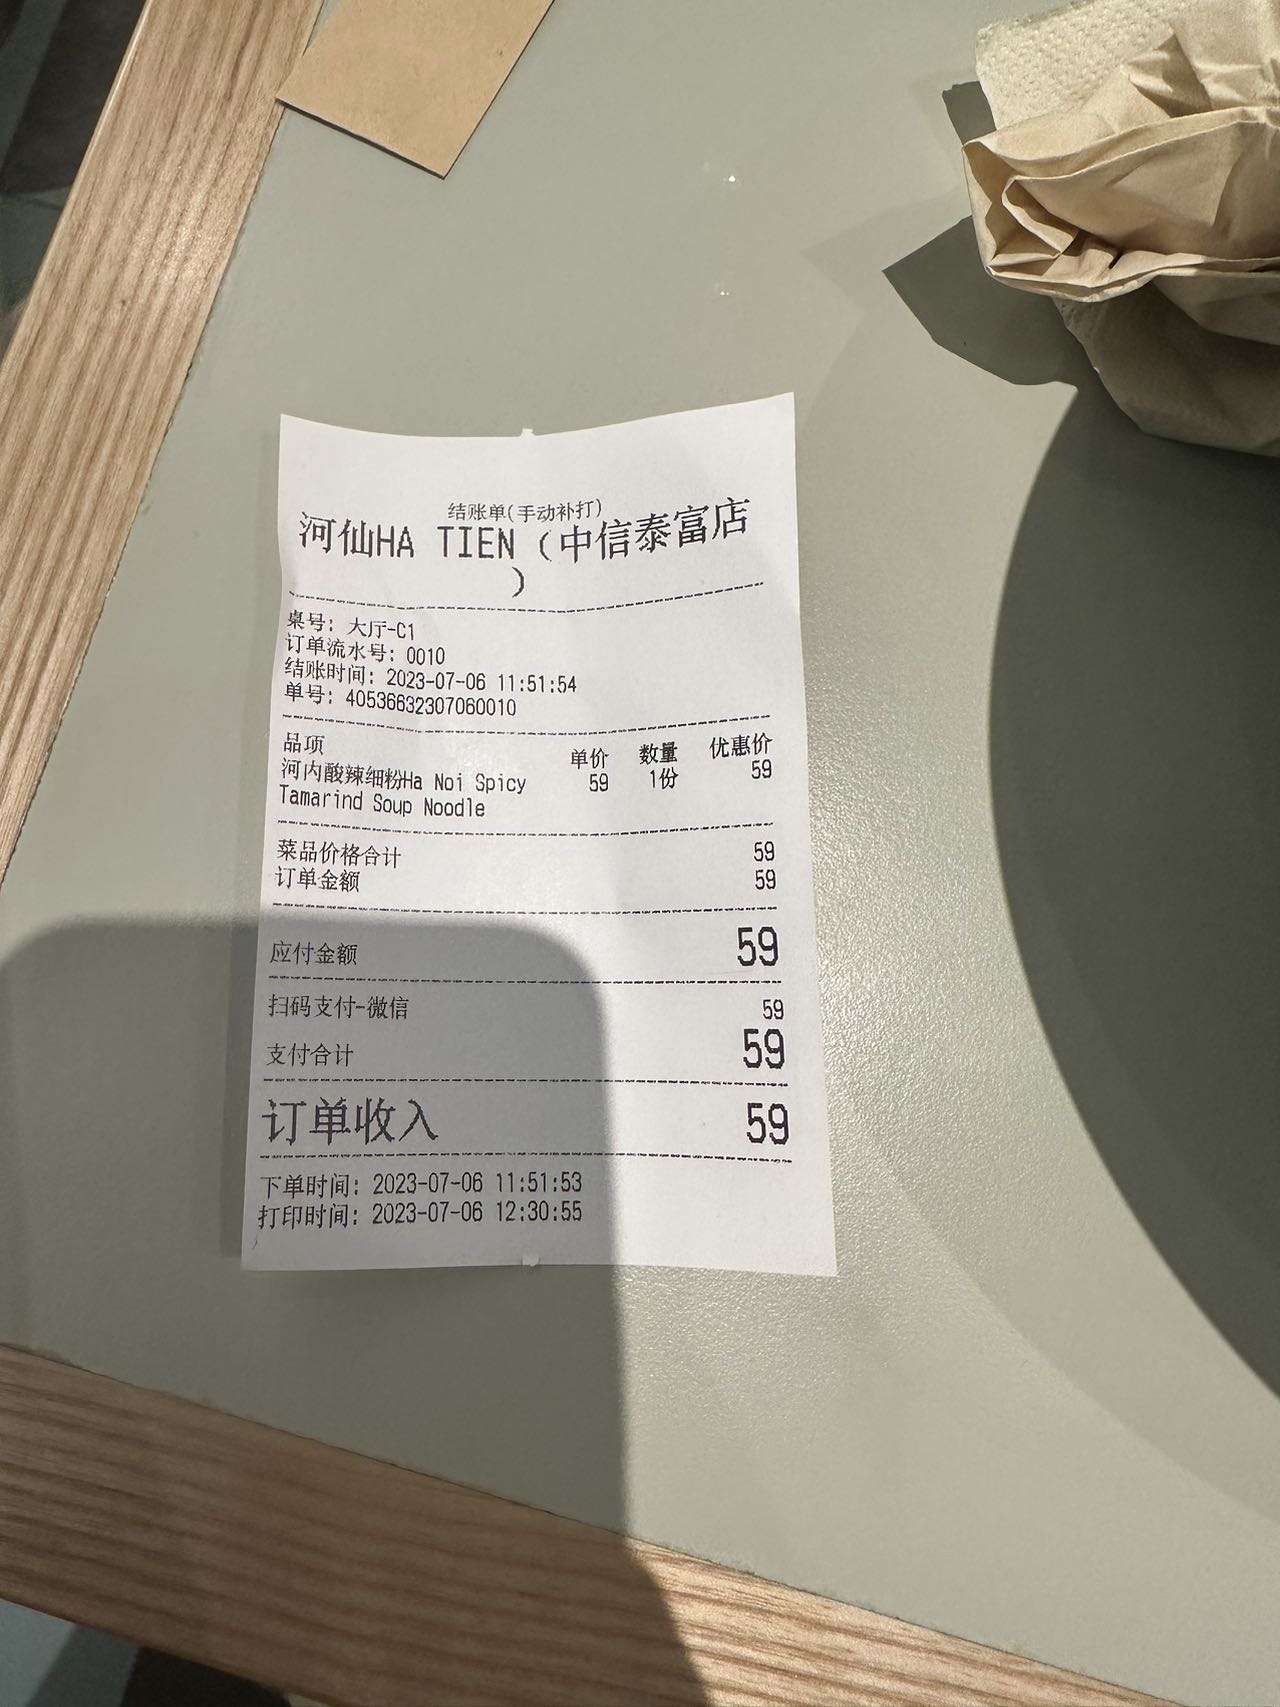 结账单(手动补打)
河仙HA TIEN (中信泰富店
)
桌号: 大厅-C1
订单流水号: 0010
结账时间: 2023-07-06 11:51:54
单号: 40536632307060010
品项 单价 数量 优惠价
河内酸辣细粉Ha Noi Spicy 59 1份 59
Tamarind Soup Noodle
菜品价格合计 59
订单金额 59
应付金额 59
扫码支付-微信 59
支付合计 59
订单收入 59
下单时间: 2023-07-06 11:51:53
打印时间: 2023-07-06 12:30:55